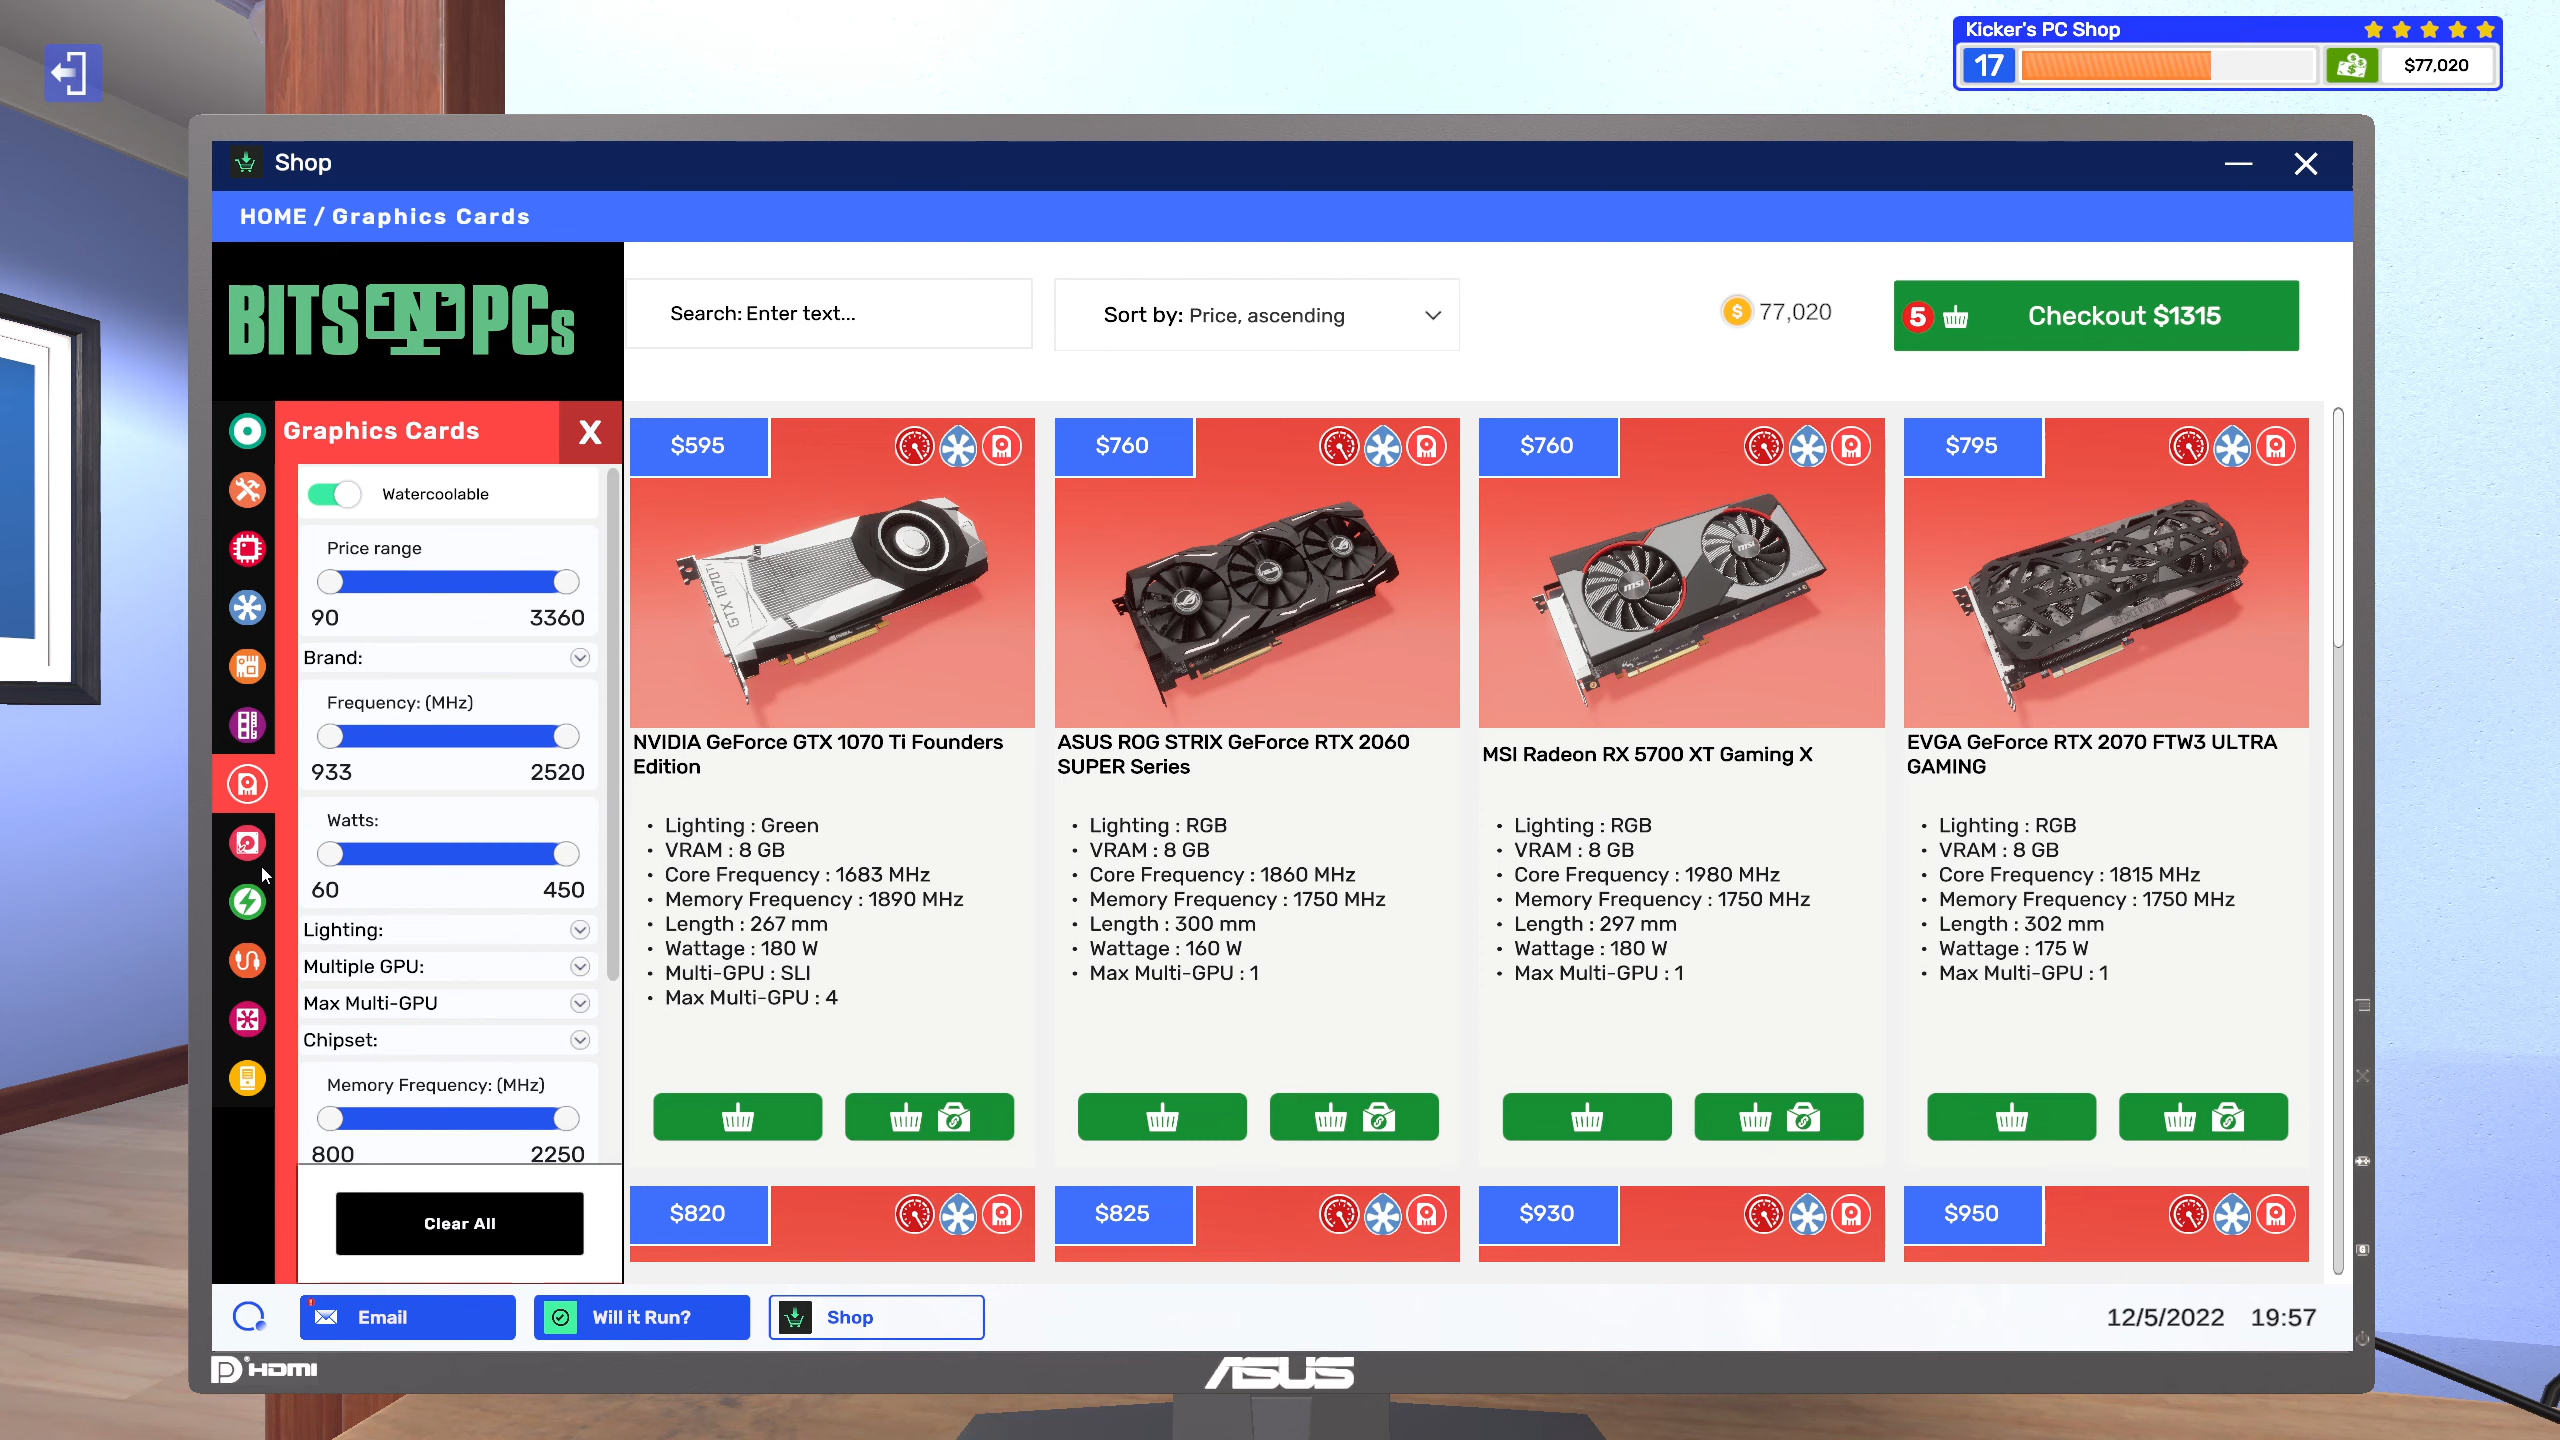 Kicker's PC Shop
17
$77,020
Shop
HOME / Graphics Cards
BITS N PCs
Search: Enter text...
Sort by: Price, ascending
77,020
5
Checkout $1315
Graphics Cards
X
Watercoolable
Price range
90 3360
Brand:
Frequency: (MHz)
933 2520
Watts:
60 450
Lighting:
Multiple GPU:
Max Multi-GPU
Chipset:
Memory Frequency: (MHz)
800 2250
Clear All
$595
GTX 1070 Ti
NVIDIA GeForce GTX 1070 Ti Founders
Edition
• Lighting : Green
• VRAM : 8 GB
• Core Frequency : 1683 MHz
• Memory Frequency : 1890 MHz
• Length : 267 mm
• Wattage : 180 W
• Multi-GPU : SLI
• Max Multi-GPU : 4
$760
ASUS ROG STRIX GeForce RTX 2060
SUPER Series
• Lighting : RGB
• VRAM : 8 GB
• Core Frequency : 1860 MHz
• Memory Frequency : 1750 MHz
• Length : 300 mm
• Wattage : 160 W
• Max Multi-GPU : 1
$760
msi
msi
MSI Radeon RX 5700 XT Gaming X
• Lighting : RGB
• VRAM : 8 GB
• Core Frequency : 1980 MHz
• Memory Frequency : 1750 MHz
• Length : 297 mm
• Wattage : 180 W
• Max Multi-GPU : 1
$795
EVGA GeForce RTX 2070 FTW3 ULTRA
GAMING
• Lighting : RGB
• VRAM : 8 GB
• Core Frequency : 1815 MHz
• Memory Frequency : 1750 MHz
• Length : 302 mm
• Wattage : 175 W
• Max Multi-GPU : 1
$820
$825
$930
$950
Email
Will it Run?
Shop
12/5/2022 19:57
HDMI
ASUS